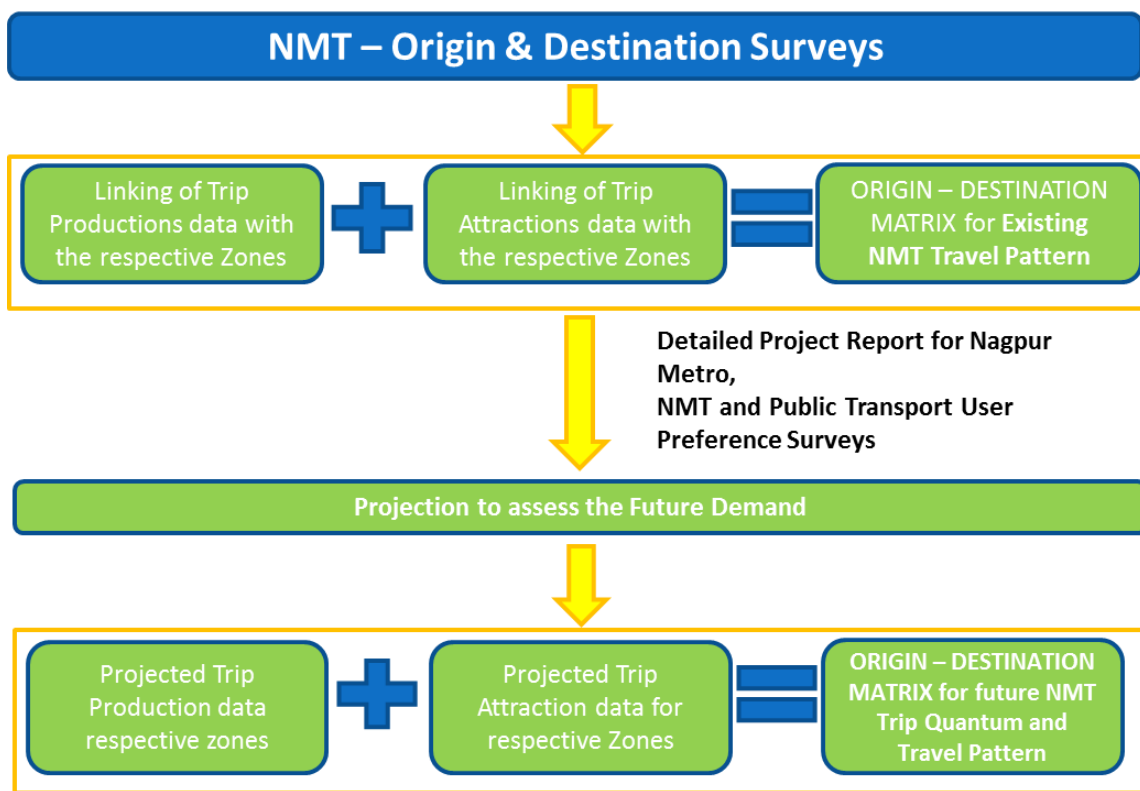 NMT – Origin & Destination Surveys
Linking of Trip
Productions data with
the respective Zones
Linking of Trip
Attractions data with
the respective Zones
ORIGIN – DESTINATION
MATRIX for Existing
NMT Travel Pattern
Detailed Project Report for Nagpur
Metro,
NMT and Public Transport User
Preference Surveys
Projection to assess the Future Demand
Projected Trip
Production data
respective zones
Projected Trip
Attraction data for
respective Zones
ORIGIN – DESTINATION
MATRIX for future NMT
Trip Quantum and
Travel Pattern